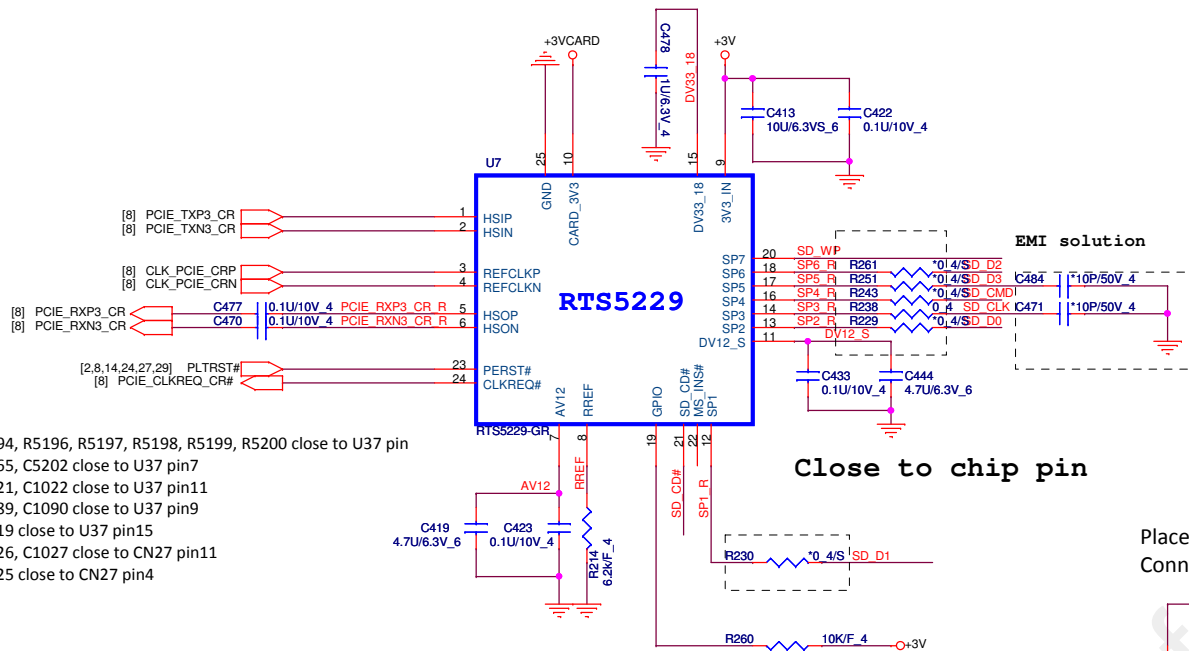 +3VCARD
C478
1U/6.3V_4
DV33_18
+3V
C413
10U/6.3VS_6
C422
0.1U/10V_4
U7
25
10
15
9
GND
CARD_3V3
DV33_18
3V3_IN
[8] PCIE_TXP3_CR 1 HSIP
[8] PCIE_TXN3_CR 2 HSIN
[8] CLK_PCIE_CRP 3 REFCLKP
[8] CLK_PCIE_CRN 4 REFCLKN
[8] PCIE_RXP3_CR C477 0.1U/10V_4 PCIE_RXP3_CR_R 5 HSOP
[8] PCIE_RXN3_CR C470 0.1U/10V_4 PCIE_RXN3_CR_R 6 HSON
[2,8,14,24,27,29] PLTRST# 23 PERST#
[8] PCIE_CLKREQ_CR# 24 CLKREQ#
RTS5229
EMI solution
SP7 20 SD_WP
SP6 18 SP6_R R261 *0_4/S SD_D2
SP5 17 SP5_R R251 *0_4/S SD_D3 C484 *10P/50V_4
SP4 16 SP4_R R243 *0_4/S SD_CMD
SP3 14 SP3_R R238 0_4 SD_CLK C471 *10P/50V_4
SP2 13 SP2_R R229 *0_4/S SD_D0
DV12_S 11 DV12_S
C433
0.1U/10V_4
C444
4.7U/6.3V_6
AV12
RREF
GPIO
SD_CD#
MS_INS#
SP1
RTS5229-GR
7
8
19
21
22
12
94, R5196, R5197, R5198, R5199, R5200 close to U37 pin
55, C5202 close to U37 pin7
21, C1022 close to U37 pin11
39, C1090 close to U37 pin9
19 close to U37 pin15
26, C1027 close to CN27 pin11
25 close to CN27 pin4
Close to chip pin
AV12
RREF
SD_CD#
SP1_R
C419
4.7U/6.3V_6
C423
0.1U/10V_4
R214
6.2k/F_4
R230 *0_4/S SD_D1
Place
Conn
R260 10K/F_4 +3V